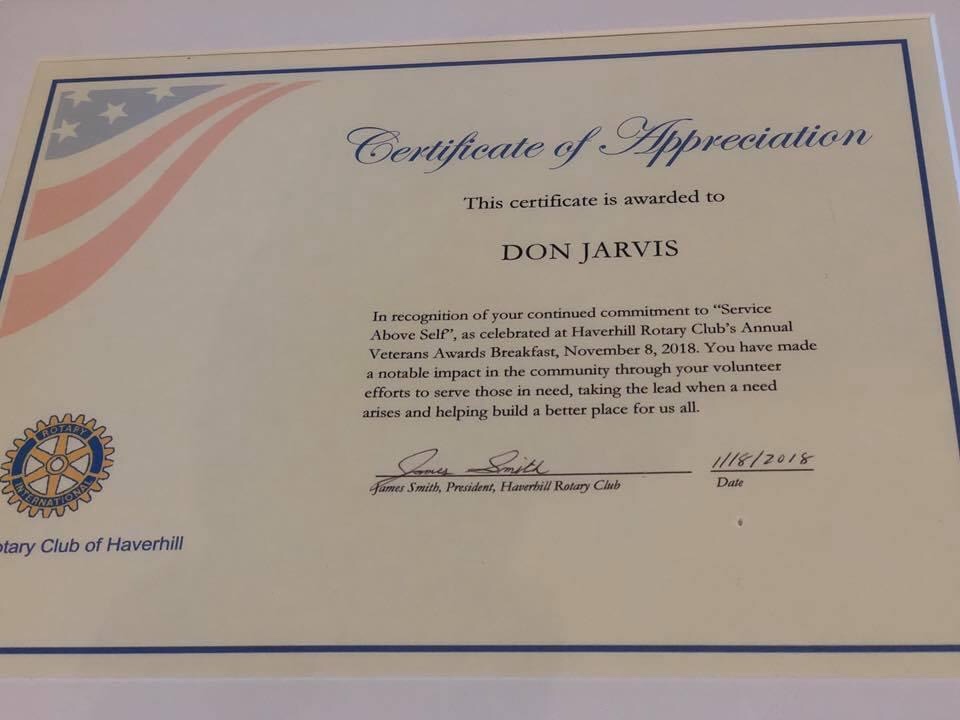 Certificate of Appreciation
This certificate is awarded to
DON JARVIS
In recognition of your continued commitment to “Service
Above Self”, as celebrated at Haverhill Rotary Club’s Annual
Veterans Awards Breakfast, November 8, 2018. You have made
a notable impact in the community through your volunteer
efforts to serve those in need, taking the lead when a need
arises and helping build a better place for us all.
James Smith 11/8/2018
James Smith, President, Haverhill Rotary Club Date
ROTARY
INTERNATIONAL
otary Club of Haverhill